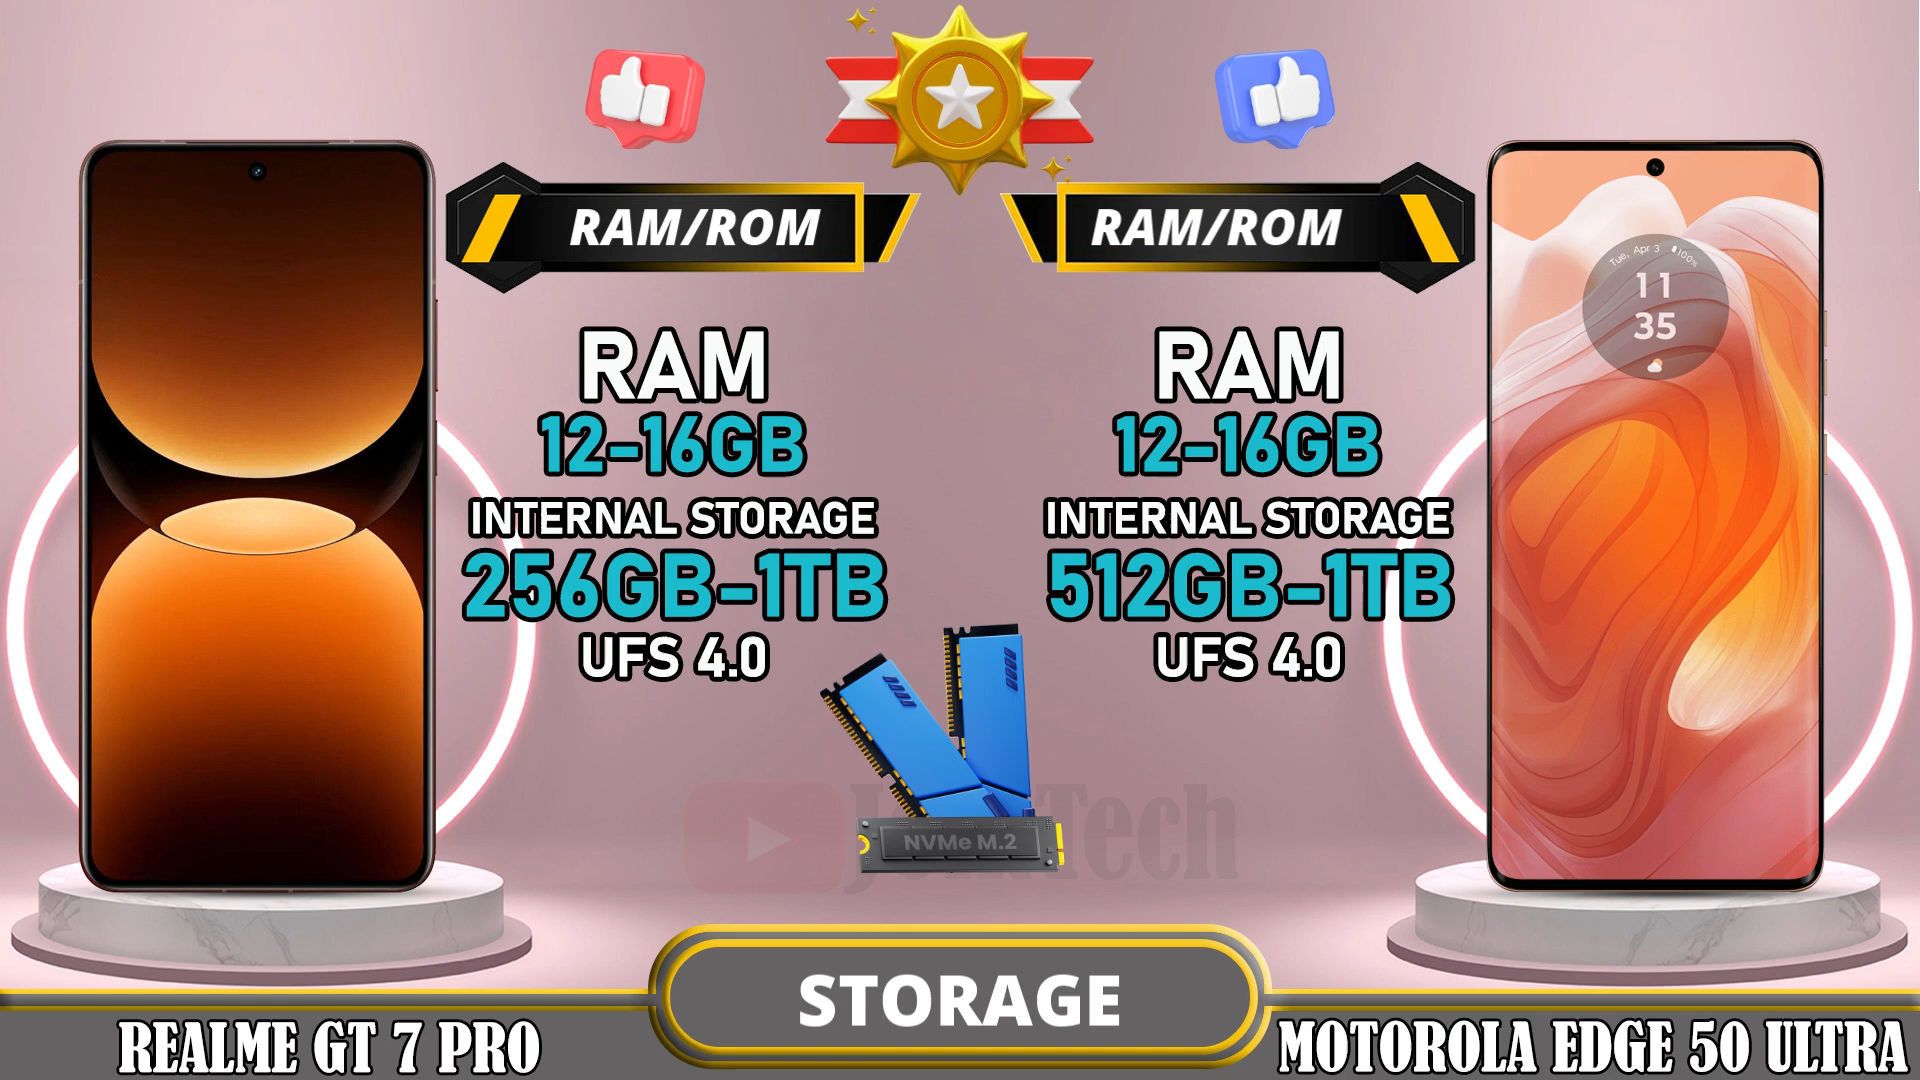 RAM/ROM
RAM/ROM
Tue, Apr 3 100%
11
35
RAM
12-16GB
INTERNAL STORAGE
256GB-1TB
UFS 4.0
RAM
12-16GB
INTERNAL STORAGE
512GB-1TB
UFS 4.0
NVMe M.2
Tech
STORAGE
REALME GT 7 PRO
MOTOROLA EDGE 50 ULTRA